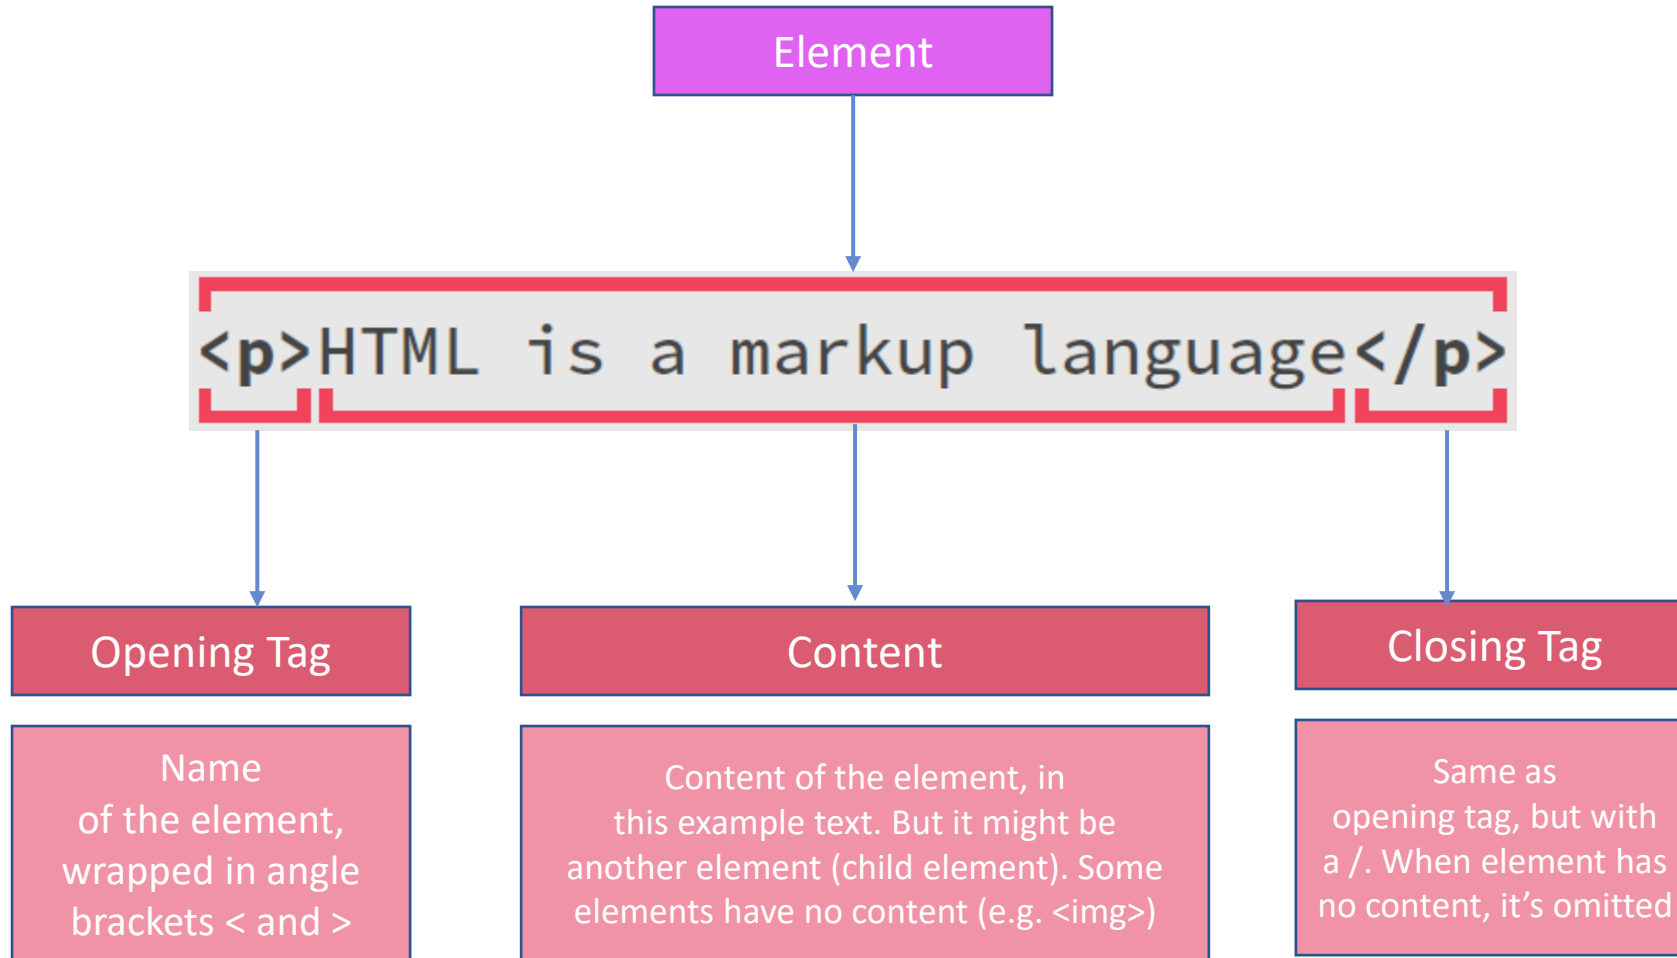 Element
<p>HTML is a markup language</p>
Opening Tag
Content
Closing Tag
Name
of the element,
wrapped in angle
brackets < and >
Content of the element, in
this example text. But it might be
another element (child element). Some
elements have no content (e.g. <img>)
Same as
opening tag, but with
a /. When element has
no content, it’s omitted